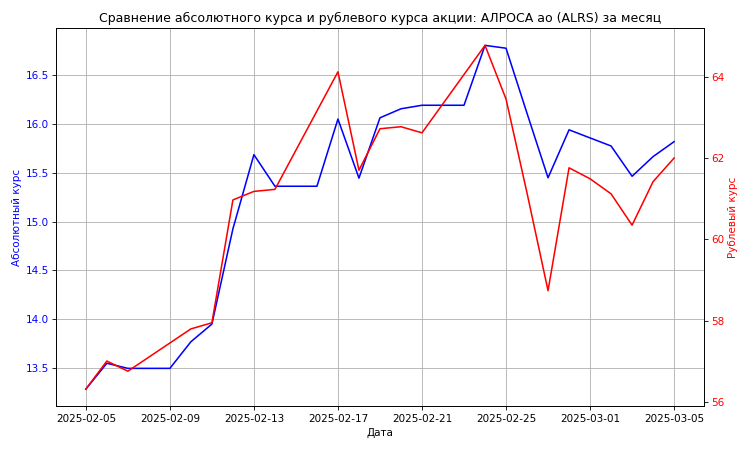 Сравнение абсолютного курса и рублевого курса акции: АЛРОСА ао (ALRS) за месяц
Абсолютный курс
16.5
16.0
15.5
15.0
14.5
14.0
13.5
64
62
60
58
56
Рублевый курс
2025-02-05 2025-02-09 2025-02-13 2025-02-17 2025-02-21 2025-02-25 2025-03-01 2025-03-05
Дата